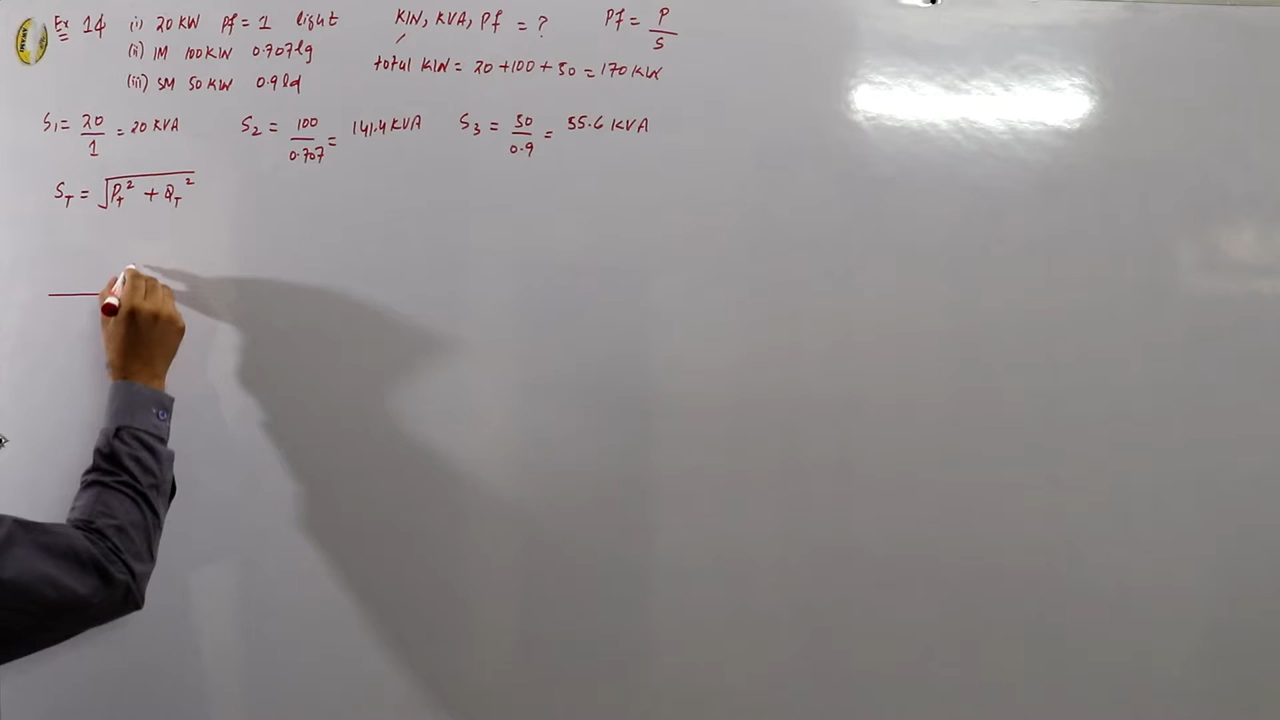 Ex 14 (i) 20 KW Pf = 1 light
(ii) IM 100 KW 0.707 lg
(iii) SM 50 KW 0.9 ld
KW, KVA, Pf = ?
Pf = P/S
total KW = 20 + 100 + 50 = 170 KW
S1 = 20/1 = 20 KVA
S2 = 100/0.707 = 141.4 KVA
S3 = 50/0.9 = 55.6 KVA
ST = √(PT² + QT²)